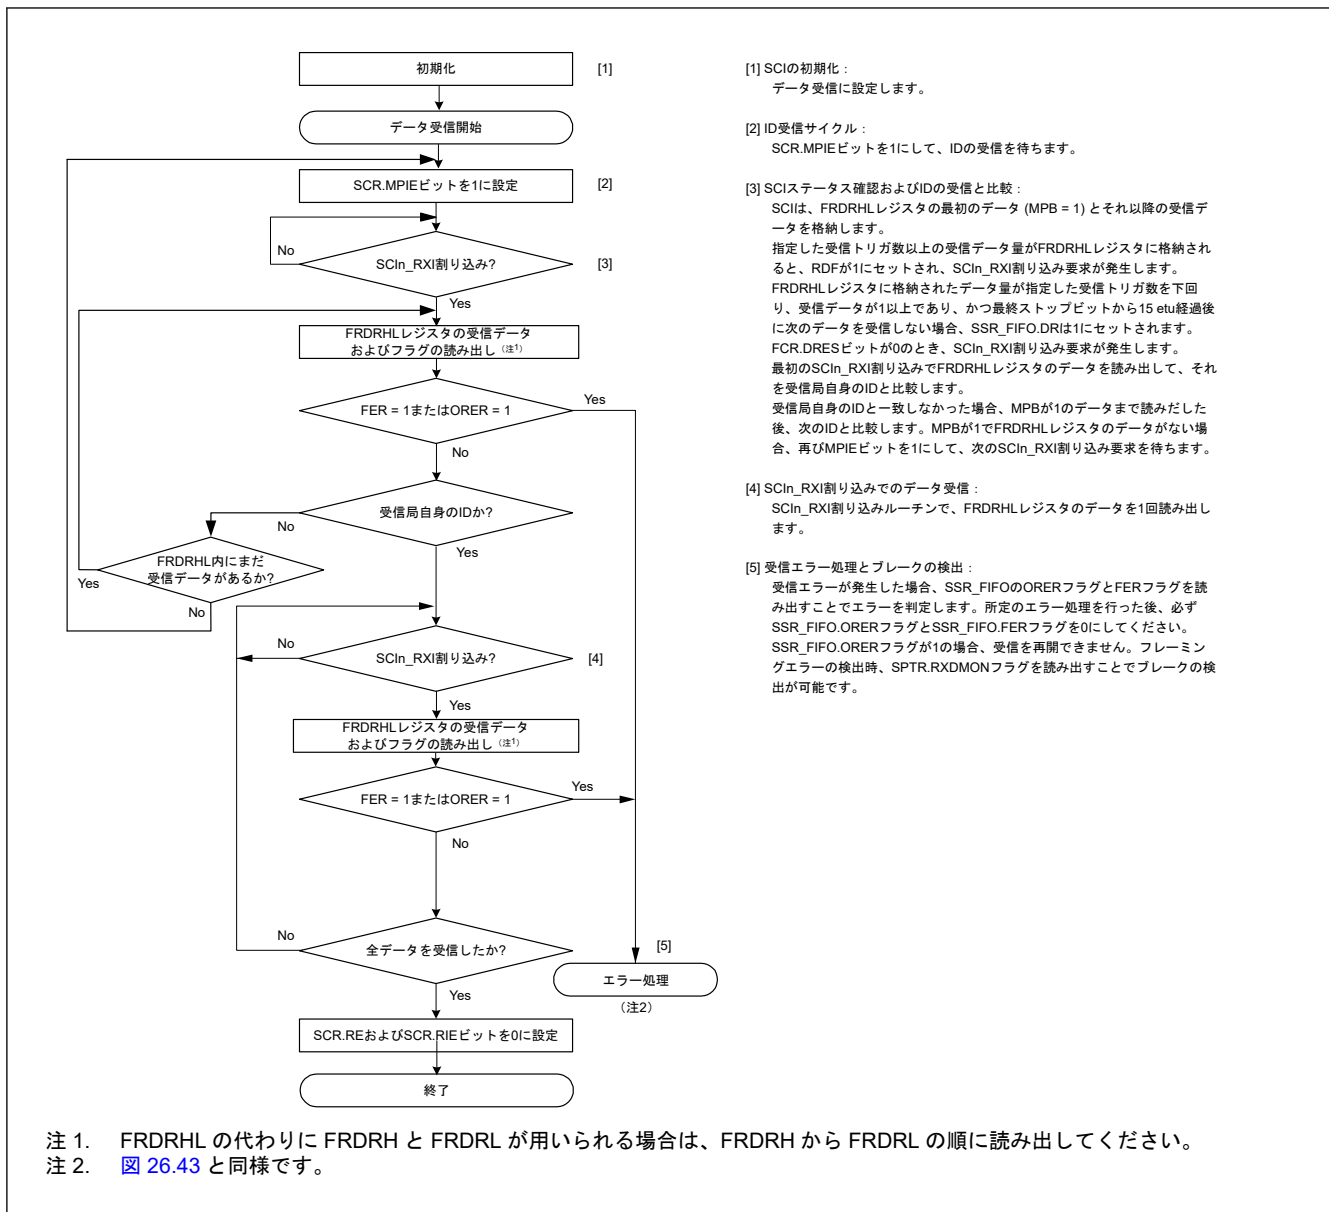 初期化
[1]
データ受信開始
SCR.MPIEビットを1に設定
[2]
No
SCIn_RXI割り込み?
[3]
Yes
FRDRHLレジスタの受信データ
およびフラグの読み出し（注1）
FER = 1またはORER = 1
Yes
No
受信局自身のIDか?
No
Yes
FRDRHL内にまだ
受信データがあるか?
Yes
No
No
SCIn_RXI割り込み?
[4]
Yes
FRDRHLレジスタの受信データ
およびフラグの読み出し（注1）
FER = 1またはORER = 1
Yes
No
No
全データを受信したか?
[5]
エラー処理
（注2）
Yes
SCR.REおよびSCR.RIEビットを0に設定
終了
[1] SCIの初期化：
データ受信に設定します。
[2] ID受信サイクル：
SCR.MPIEビットを1にして、IDの受信を待ちます。
[3] SCIステータス確認およびIDの受信と比較：
SCIは、FRDRHLレジスタの最初のデータ (MPB = 1) とそれ以降の受信デ
ータを格納します。
指定した受信トリガ数以上の受信データ量がFRDRHLレジスタに格納され
ると、RDFが1にセットされ、SCIn_RXI割り込み要求が発生します。
FRDRHLレジスタに格納されたデータ量が指定した受信トリガ数を下回
り、受信データが1以上であり、かつ最終ストップビットから15 etu経過後
に次のデータを受信しない場合、SSR_FIFO.DRは1にセットされます。
FCR.DRESビットが0のとき、SCIn_RXI割り込み要求が発生します。
最初のSCIn_RXI割り込みでFRDRHLレジスタのデータを読み出して、それ
を受信局自身のIDと比較します。
受信局自身のIDと一致しなかった場合、MPBが1のデータまで読みだした
後、次のIDと比較します。MPBが1でFRDRHLレジスタのデータがない場
合、再びMPIEビットを1にして、次のSCIn_RXI割り込み要求を待ちます。
[4] SCIn_RXI割り込みでのデータ受信：
SCIn_RXI割り込みルーチンで、FRDRHLレジスタのデータを1回読み出し
ます。
[5] 受信エラー処理とブレークの検出：
受信エラーが発生した場合、SSR_FIFOのORERフラグとFERフラグを読
み出すことでエラーを判定します。所定のエラー処理を行った後、必ず
SSR_FIFO.ORERフラグとSSR_FIFO.FERフラグを0にしてください。
SSR_FIFO.ORERフラグが1の場合、受信を再開できません。フレーミン
グエラーの検出時、SPTR.RXDMONフラグを読み出すことでブレークの検
出が可能です。
注 1. FRDRHL の代わりに FRDRH と FRDRL が用いられる場合は、FRDRH から FRDRL の順に読み出してください。
注 2. 図 26.43 と同様です。